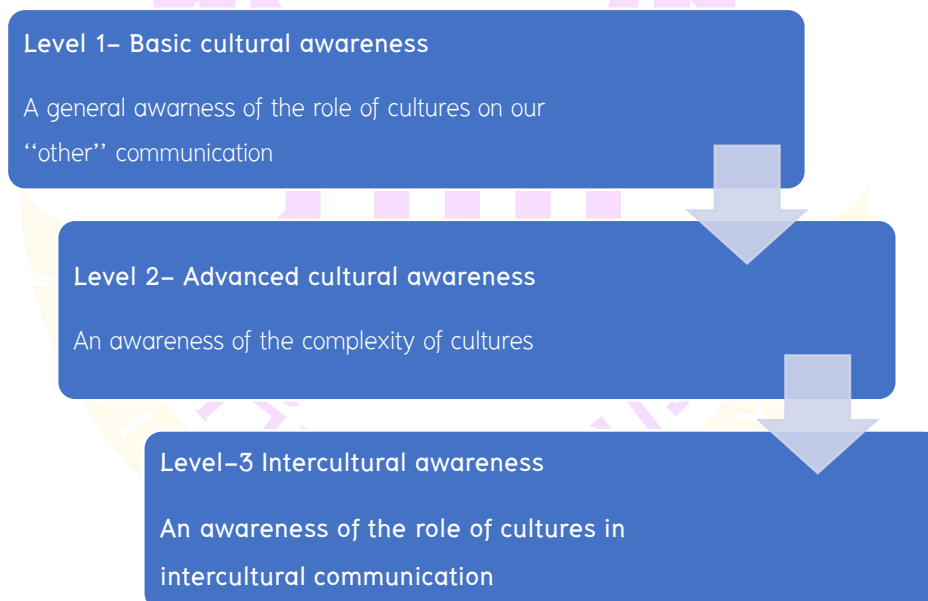 Level 1– Basic cultural awareness
A general awarness of the role of cultures on our
‘‘other’’ communication
Level 2– Advanced cultural awareness
An awareness of the complexity of cultures
Level–3 Intercultural awareness
An awareness of the role of cultures in
intercultural communication